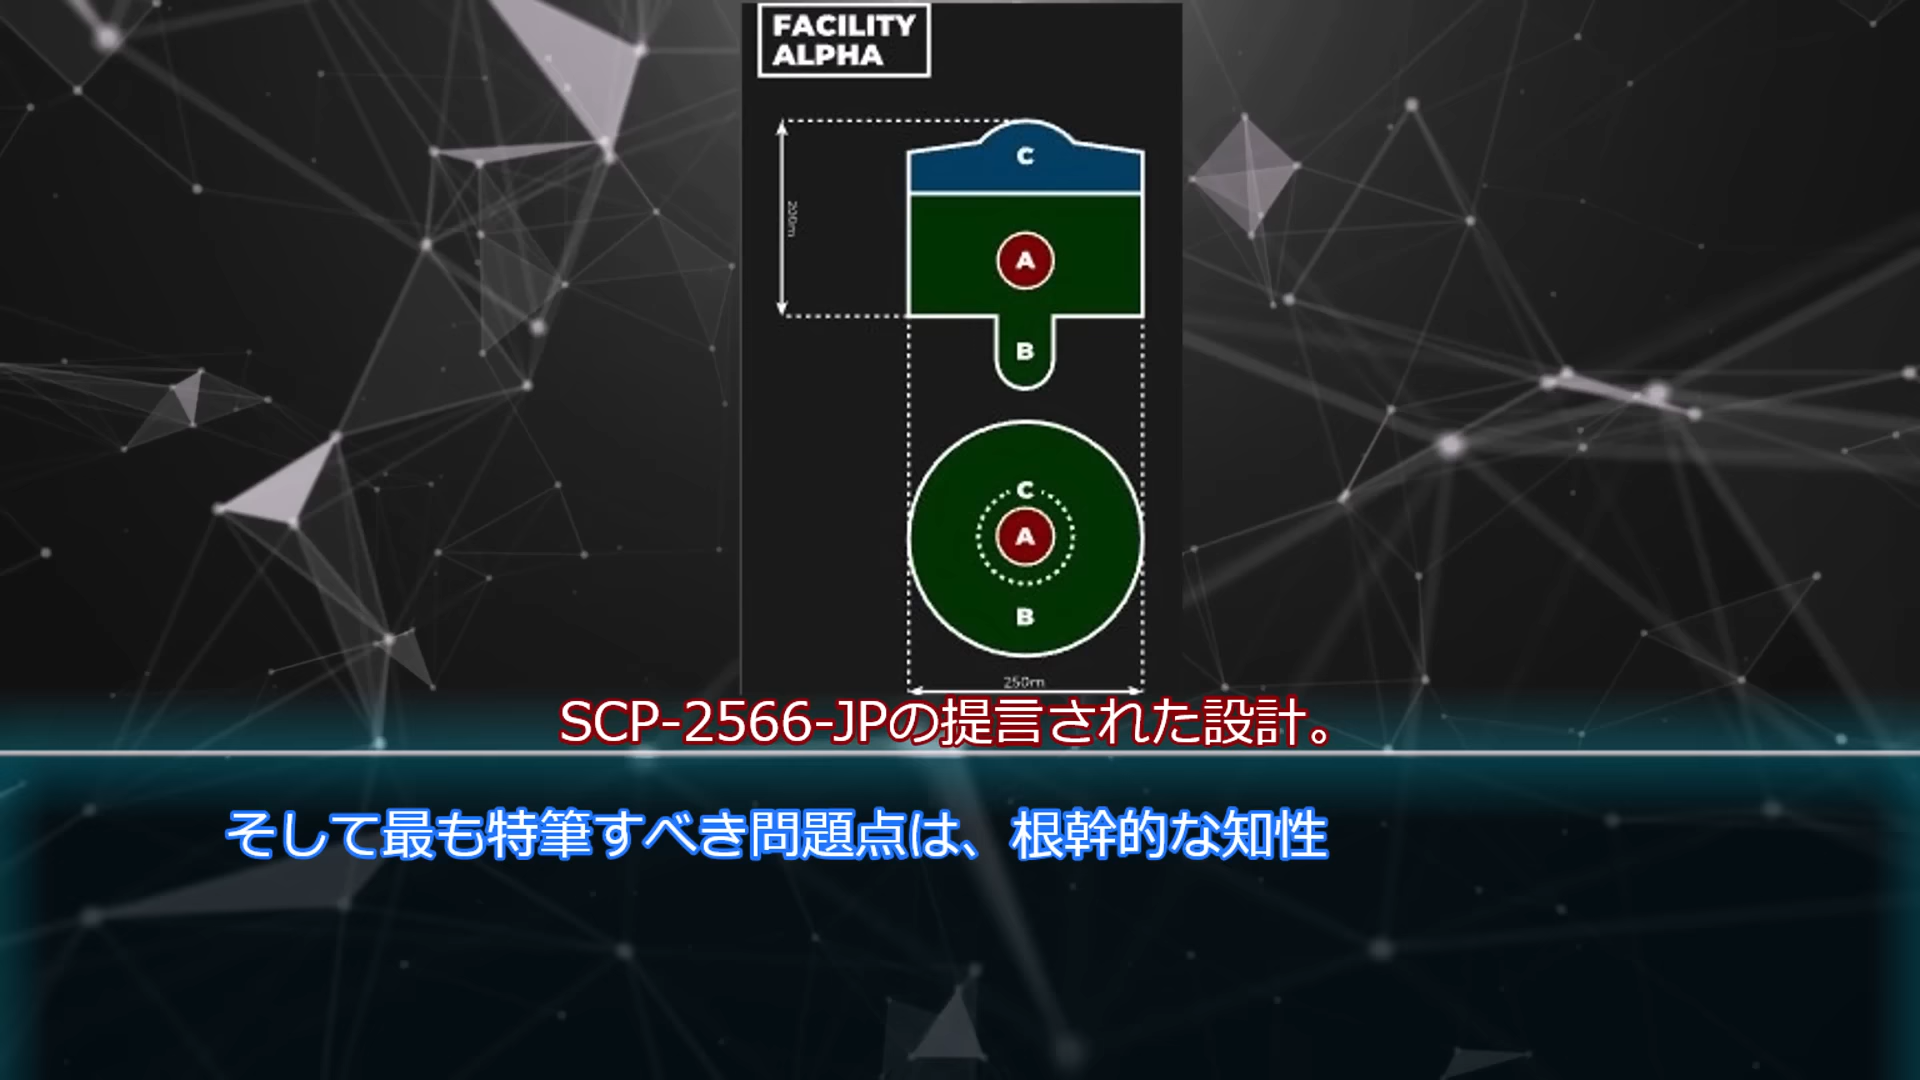 FACILITY
ALPHA
C
200m
A
B
C
A
B
250m
SCP-2566-JPの提言された設計。
そして最も特筆すべき問題点は、根幹的な知性